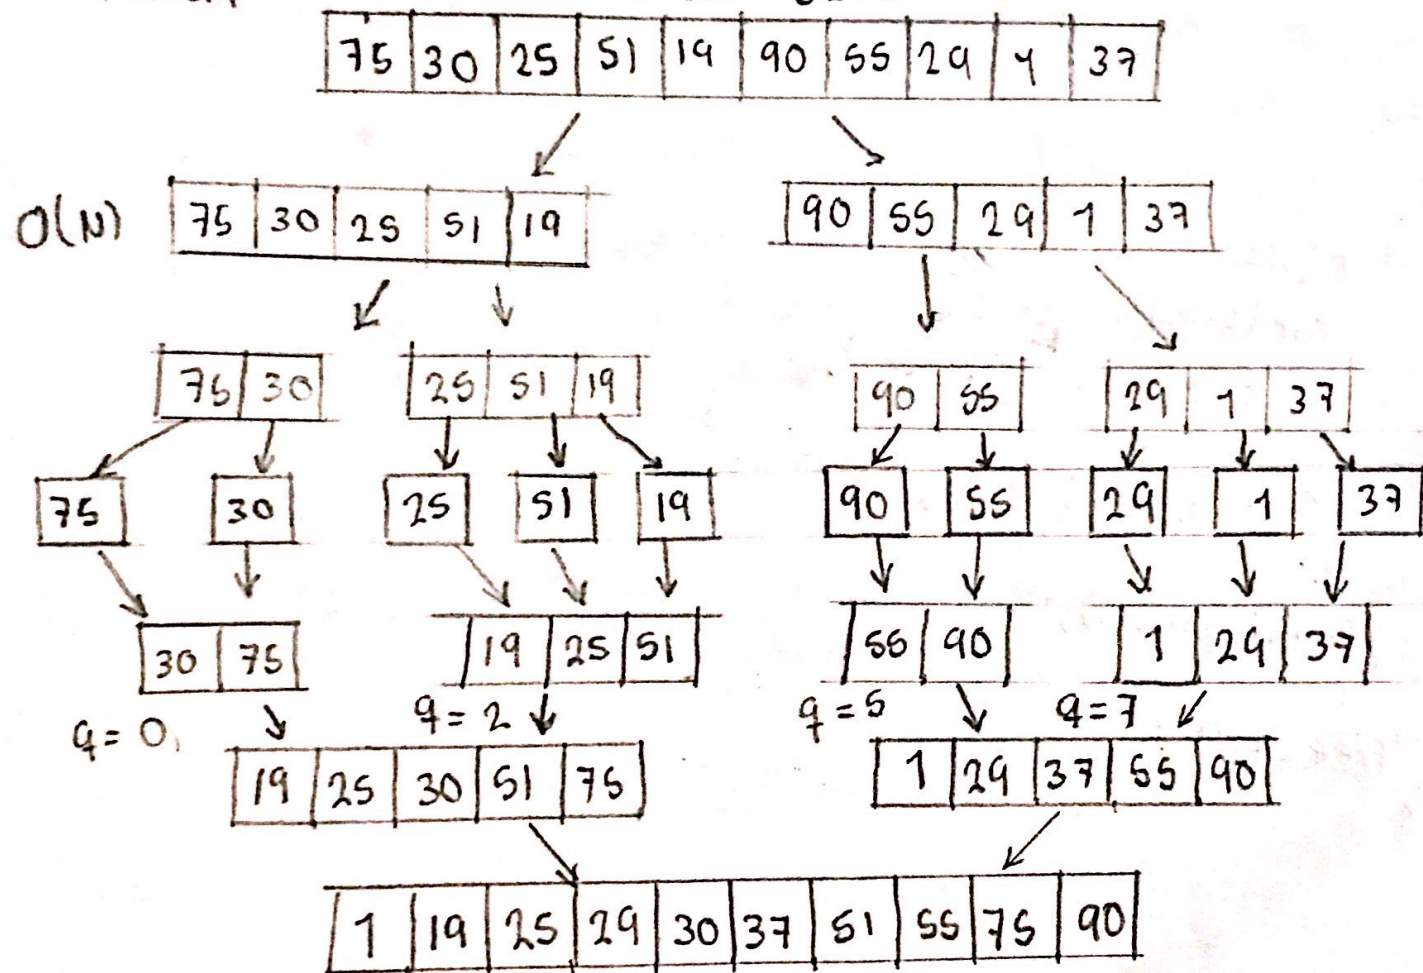 75 30 25 51 19 90 55 29 1 37
O(N) 75 30 25 51 19 90 55 29 1 37
75 30 25 51 19 90 55 29 1 37
75 30 25 51 19 90 55 29 1 37
30 75 19 25 51 55 90 1 29 37
q=0, q=2 q=5 q=7
19 25 30 51 75 1 29 37 55 90
1 19 25 29 30 37 51 55 75 90